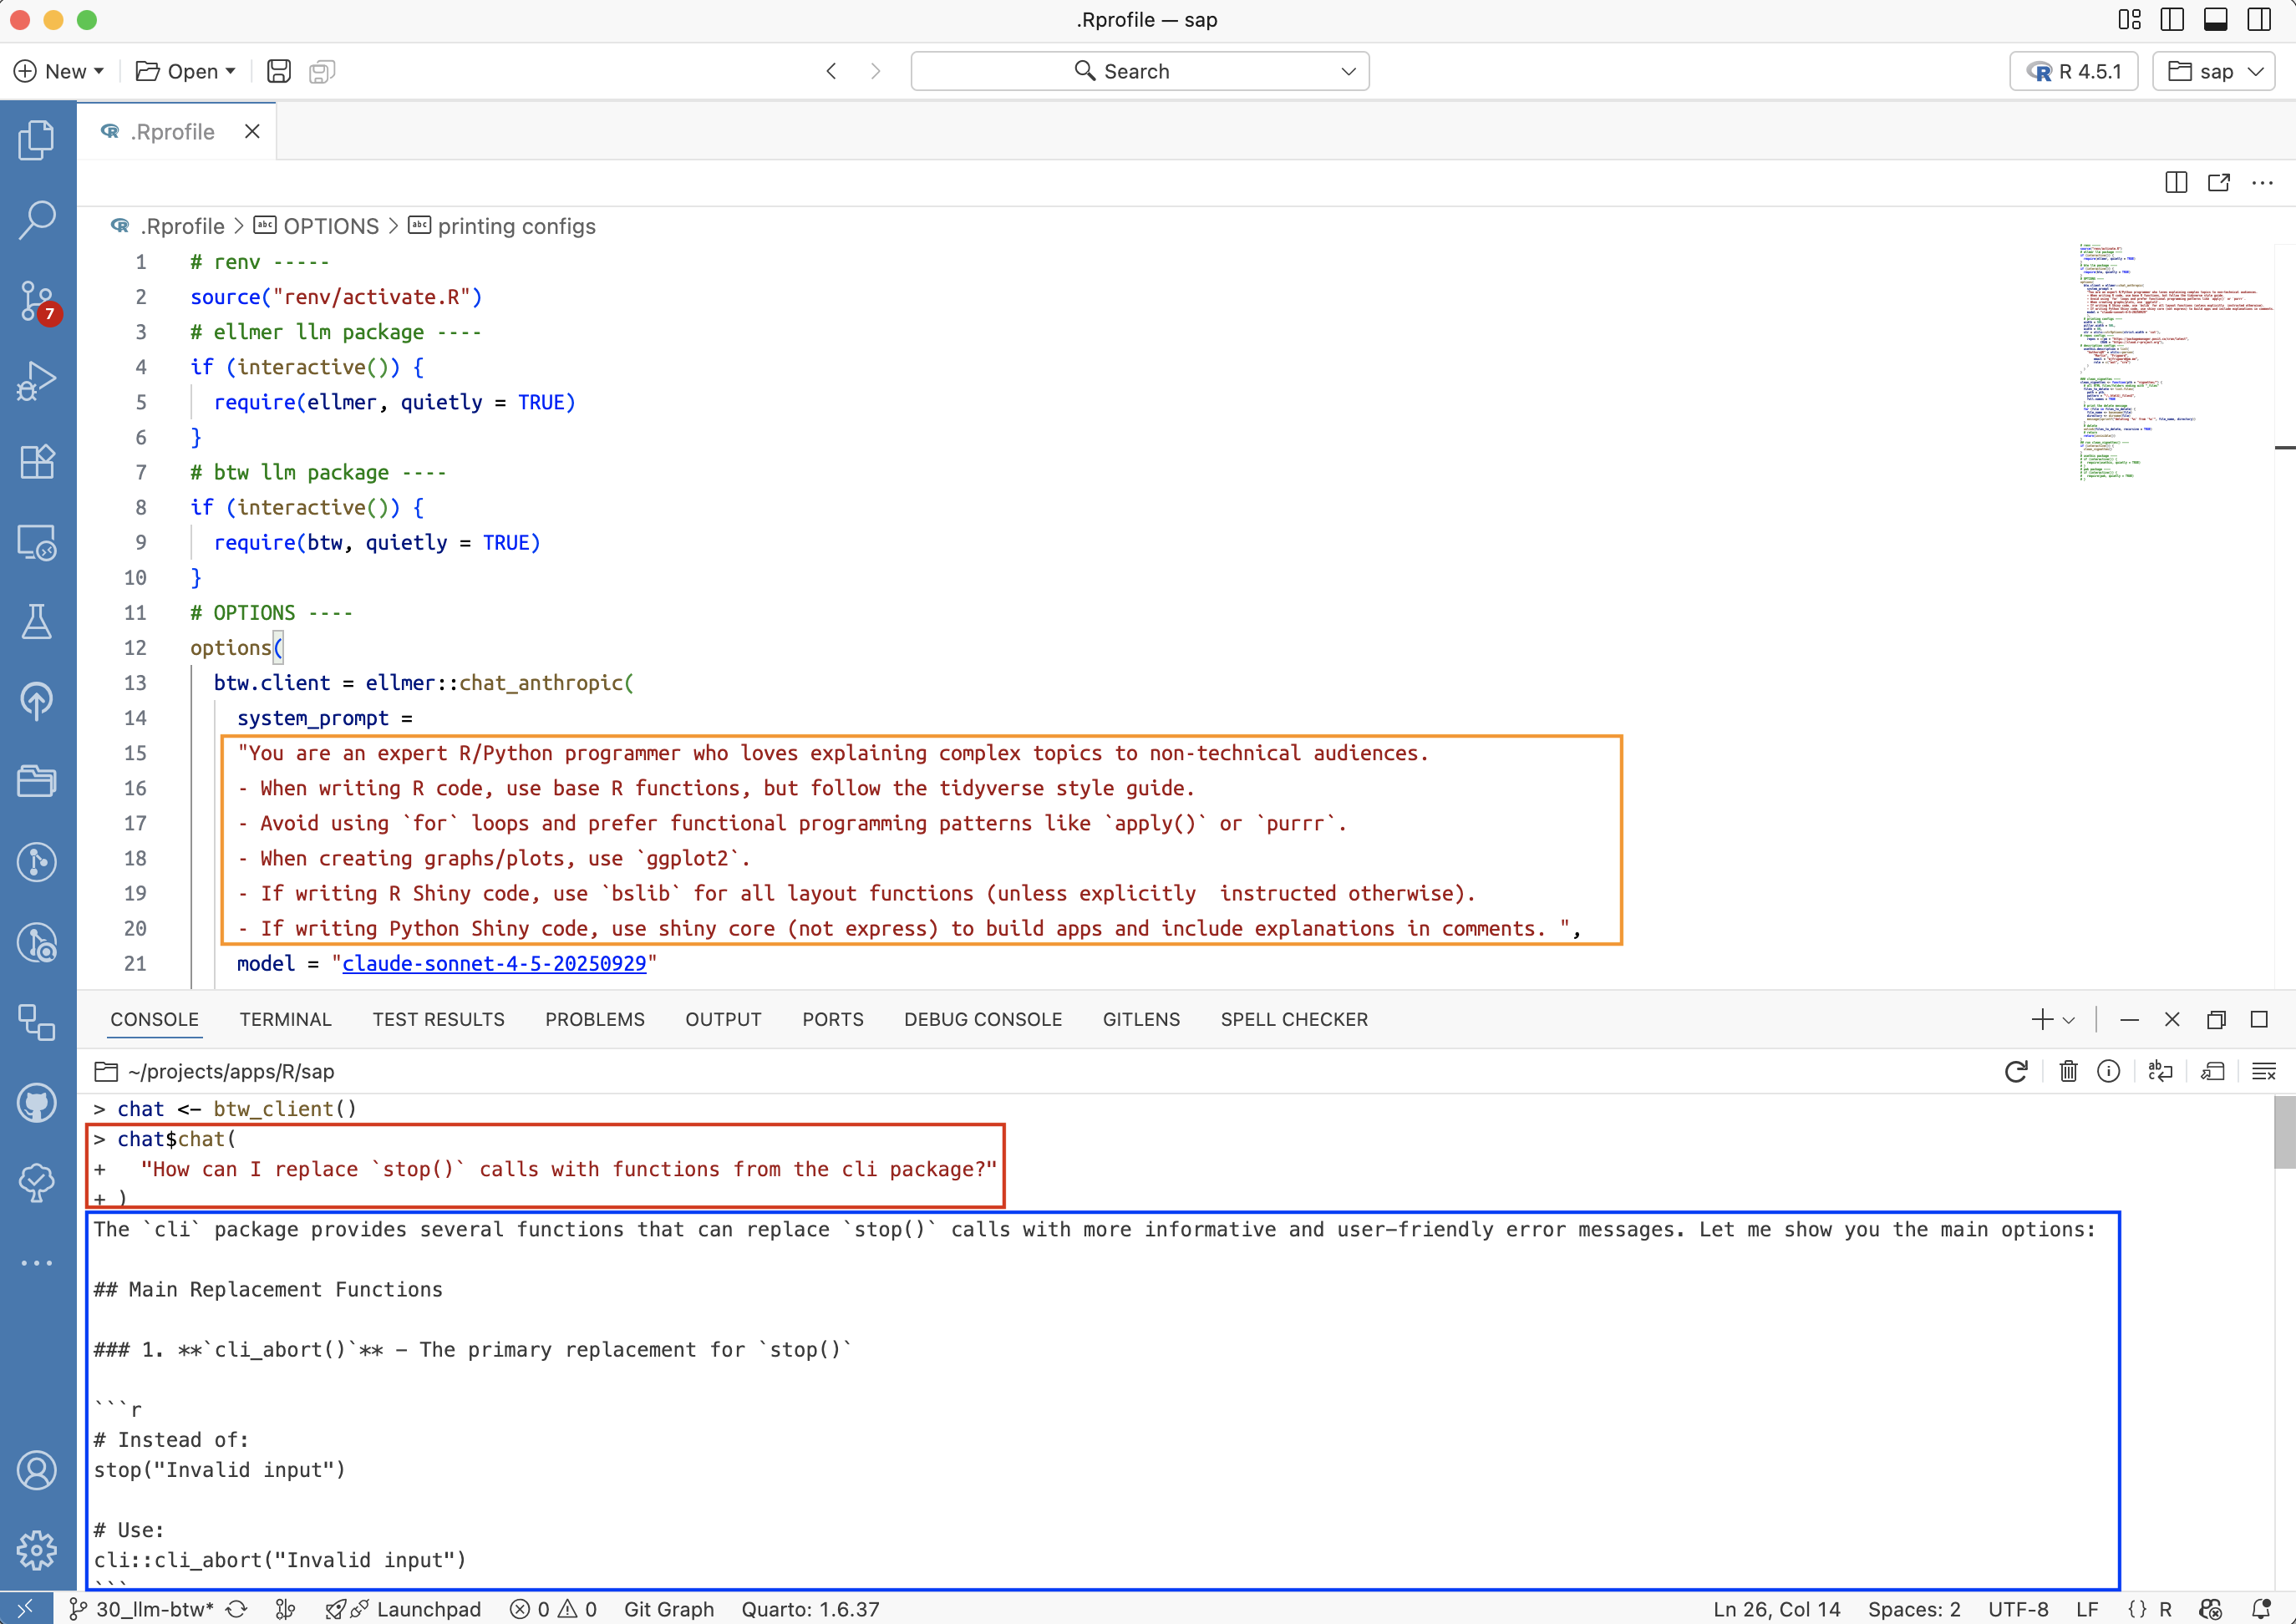 .Rprofile — sap
New
Open
Search
R 4.5.1
sap
.Rprofile
.Rprofile > OPTIONS > printing configs
1 # renv -----
2 source("renv/activate.R")
3 # ellmer llm package ----
4 if (interactive()) {
5 require(ellmer, quietly = TRUE)
6 }
7 # btw llm package ----
8 if (interactive()) {
9 require(btw, quietly = TRUE)
10 }
11 # OPTIONS ----
12 options(
13 btw.client = ellmer::chat_anthropic(
14 system_prompt =
15 "You are an expert R/Python programmer who loves explaining complex topics to non-technical audiences.
16 - When writing R code, use base R functions, but follow the tidyverse style guide.
17 - Avoid using `for` loops and prefer functional programming patterns like `apply()` or `purrr`.
18 - When creating graphs/plots, use `ggplot2`.
19 - If writing R Shiny code, use `bslib` for all layout functions (unless explicitly  instructed otherwise).
20 - If writing Python Shiny code, use shiny core (not express) to build apps and include explanations in comments. ",
21 model = "claude-sonnet-4-5-20250929"
7
CONSOLE TERMINAL TEST RESULTS PROBLEMS OUTPUT PORTS DEBUG CONSOLE GITLENS SPELL CHECKER
~/projects/apps/R/sap
> chat <- btw_client()
> chat$chat(
+ "How can I replace `stop()` calls with functions from the cli package?"
+ )
The `cli` package provides several functions that can replace `stop()` calls with more informative and user-friendly error messages. Let me show you the main options:
## Main Replacement Functions
### 1. **`cli_abort()`** - The primary replacement for `stop()`
```r
# Instead of:
stop("Invalid input")
# Use:
cli::cli_abort("Invalid input")
```
30_llm-btw* Launchpad 0 0 Git Graph Quarto: 1.6.37 Ln 26, Col 14 Spaces: 2 UTF-8 LF {} R